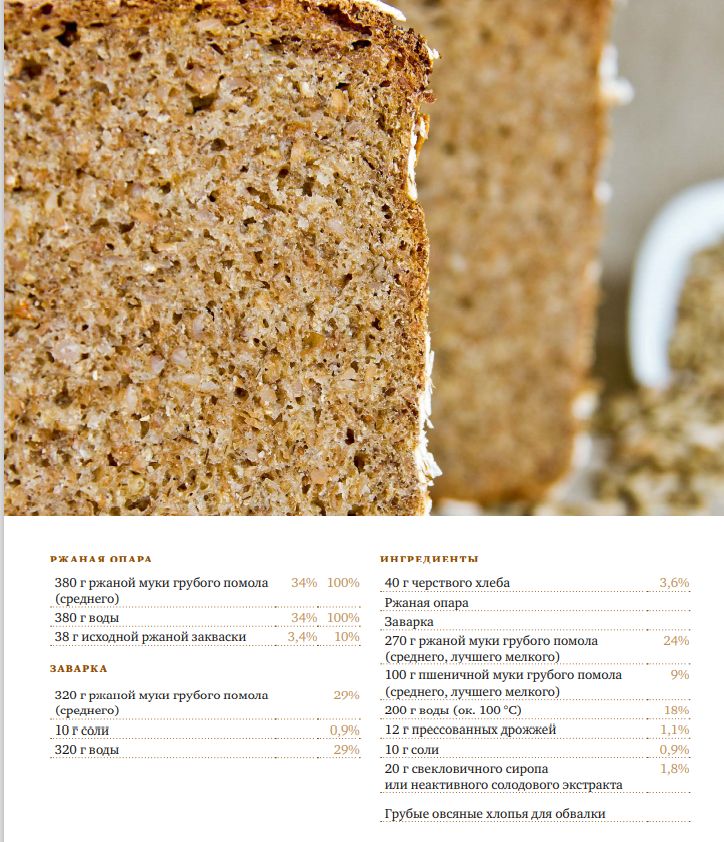 РЖАНАЯ ОПАРА
380 г ржаной муки грубого помола 34% 100%
(среднего)
380 г воды 34% 100%
38 г исходной ржаной закваски 3,4% 10%
ЗАВАРКА
320 г ржаной муки грубого помола 29%
(среднего)
10 г соли 0,9%
320 г воды 29%
ИНГРЕДИЕНТЫ
40 г черствого хлеба 3,6%
Ржаная опара
Заварка
270 г ржаной муки грубого помола 24%
(среднего, лучшего мелкого)
100 г пшеничной муки грубого помола 9%
(среднего, лучшего мелкого)
200 г воды (ок. 100 °C) 18%
12 г прессованных дрожжей 1,1%
10 г соли 0,9%
20 г свекловичного сиропа 1,8%
или неактивного солодового экстракта
Грубые овсяные хлопья для обвалки